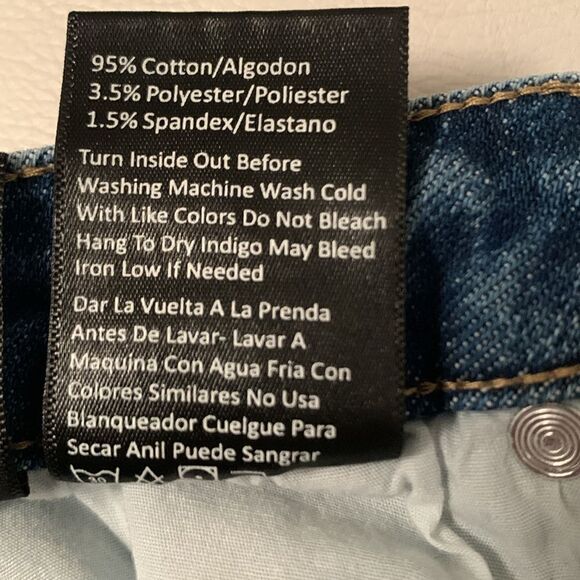 95% Cotton/Algodon
3.5% Polyester/Poliester
1.5% Spandex/Elastano
Turn Inside Out Before
Washing Machine Wash Cold
With Like Colors Do Not Bleach
Hang To Dry Indigo May Bleed
Iron Low If Needed
Dar La Vuelta A La Prenda
Antes De Lavar- Lavar A
Maquina Con Agua Fria Con
Colores Similares No Usa
Blanqueador Cuelgue Para
Secar Anil Puede Sangrar